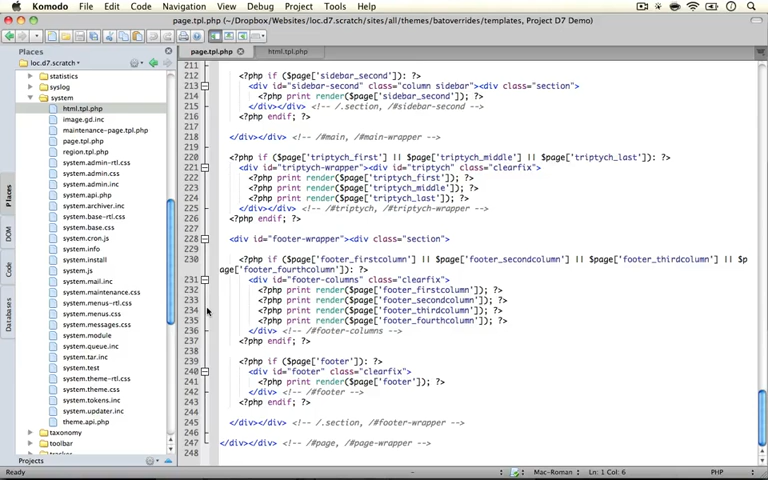 Komodo File Edit Code Navigation View Debug Project Tools Help
page.tpl.php (~/Dropbox/Websites/loc.d7.scratch/sites/all/themes/batoverrides/templates, Project D7 Demo)
Places
loc.d7.scratch
statistics
syslog
system
html.tpl.php
image.gd.inc
maintenance-page.tpl.php
page.tpl.php
region.tpl.php
system.admin-rtl.css
system.admin.css
system.admin.inc
system.api.php
system.archiver.inc
system.base-rtl.css
system.base.css
system.cron.js
system.info
system.install
system.js
system.mail.inc
system.maintenance.css
system.menus-rtl.css
system.menus.css
system.messages.css
system.module
system.queue.inc
system.tar.inc
system.test
system.theme-rtl.css
system.theme.css
system.tokens.inc
system.updater.inc
theme.api.php
taxonomy
toolbar
Projects
Places
DOM
Code
Databases
page.tpl.php html.tpl.php
211
212 <?php if ($page['sidebar_second']): ?>
213 <div id="sidebar-second" class="column sidebar"><div class="section">
214 <?php print render($page['sidebar_second']); ?>
215 </div></div> <!-- /.section, /#sidebar-second -->
216 <?php endif; ?>
217
218 </div></div> <!-- /#main, /#main-wrapper -->
219
220 <?php if ($page['triptych_first'] || $page['triptych_middle'] || $page['triptych_last']): ?>
221 <div id="triptych-wrapper"><div id="triptych" class="clearfix">
222 <?php print render($page['triptych_first']); ?>
223 <?php print render($page['triptych_middle']); ?>
224 <?php print render($page['triptych_last']); ?>
225 </div></div> <!-- /#triptych, /#triptych-wrapper -->
226 <?php endif; ?>
227
228 <div id="footer-wrapper"><div class="section">
229
230 <?php if ($page['footer_firstcolumn'] || $page['footer_secondcolumn'] || $page['footer_thirdcolumn'] || $p
age['footer_fourthcolumn']): ?>
231 <div id="footer-columns" class="clearfix">
232 <?php print render($page['footer_firstcolumn']); ?>
233 <?php print render($page['footer_secondcolumn']); ?>
234 <?php print render($page['footer_thirdcolumn']); ?>
235 <?php print render($page['footer_fourthcolumn']); ?>
236 </div> <!-- /#footer-columns -->
237 <?php endif; ?>
238
239 <?php if ($page['footer']): ?>
240 <div id="footer" class="clearfix">
241 <?php print render($page['footer']); ?>
242 </div> <!-- /#footer -->
243 <?php endif; ?>
244
245 </div></div> <!-- /.section, /#footer-wrapper -->
246
247 </div></div> <!-- /#page, /#page-wrapper -->
248
Ready Mac-Roman Ln: 1 Col: 6 PHP